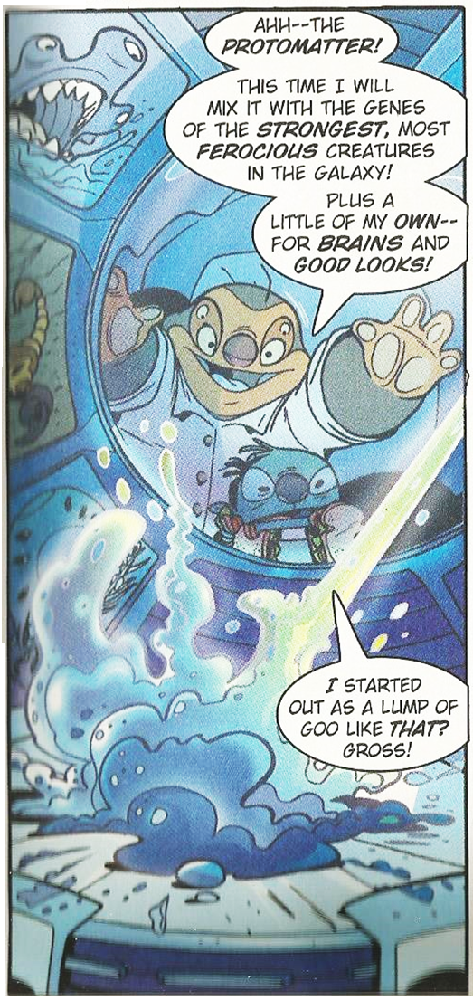 AHH--THE
PROTOMATTER!
THIS TIME I WILL
MIX IT WITH THE GENES
OF THE STRONGEST, MOST
FEROCIOUS CREATURES
IN THE GALAXY!
PLUS A
LITTLE OF MY OWN--
FOR BRAINS AND
GOOD LOOKS!
I STARTED
OUT AS A LUMP OF
GOO LIKE THAT?
GROSS!